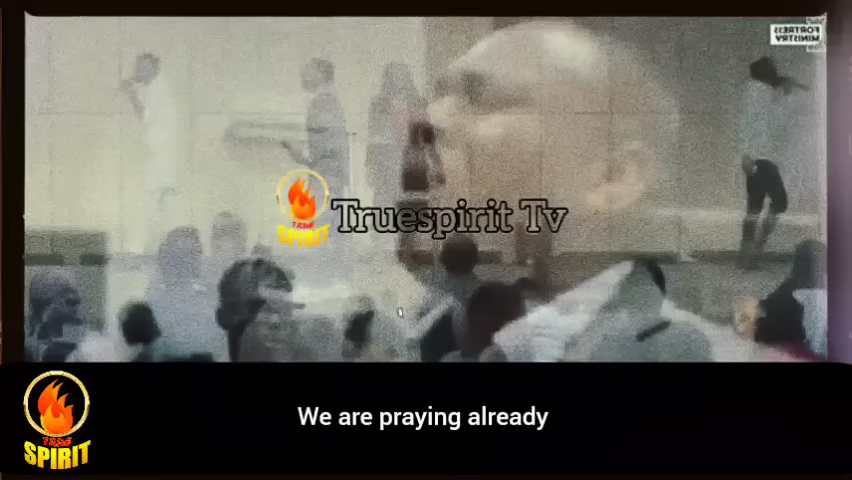 FORTRESS
MINISTRY
TRUE
SPIRIT
Truespirit Tv
TRUE
SPIRIT
We are praying already